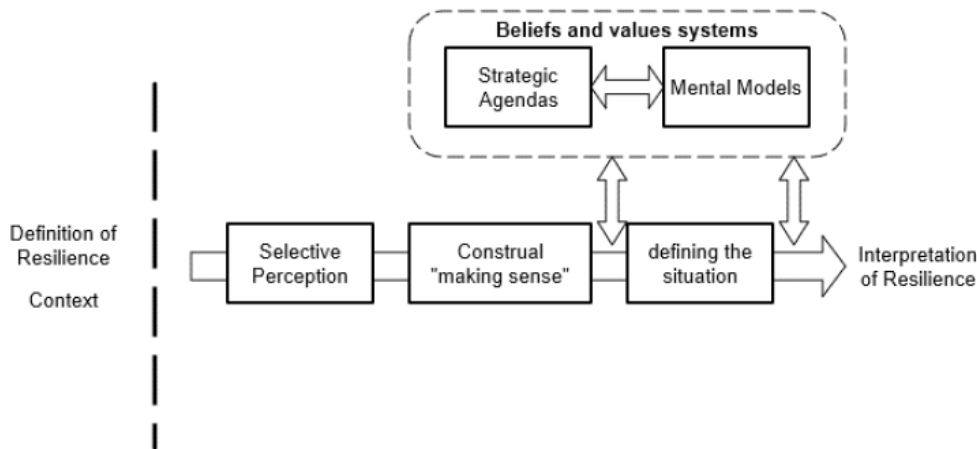 Beliefs and values systems
Strategic
Agendas
Mental Models
Definition of
Resilience
Context
Selective
Perception
Construal
"making sense"
defining the
situation
Interpretation
of Resilience